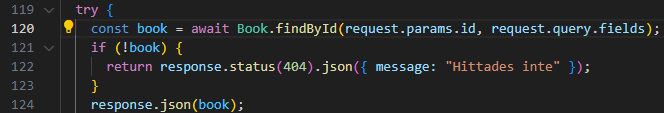 119 try {
120 const book = await Book.findById(request.params.id, request.query.fields);
121 if (!book) {
122 return response.status(404).json({ message: "Hittades inte" });
123 }
124 response.json(book);